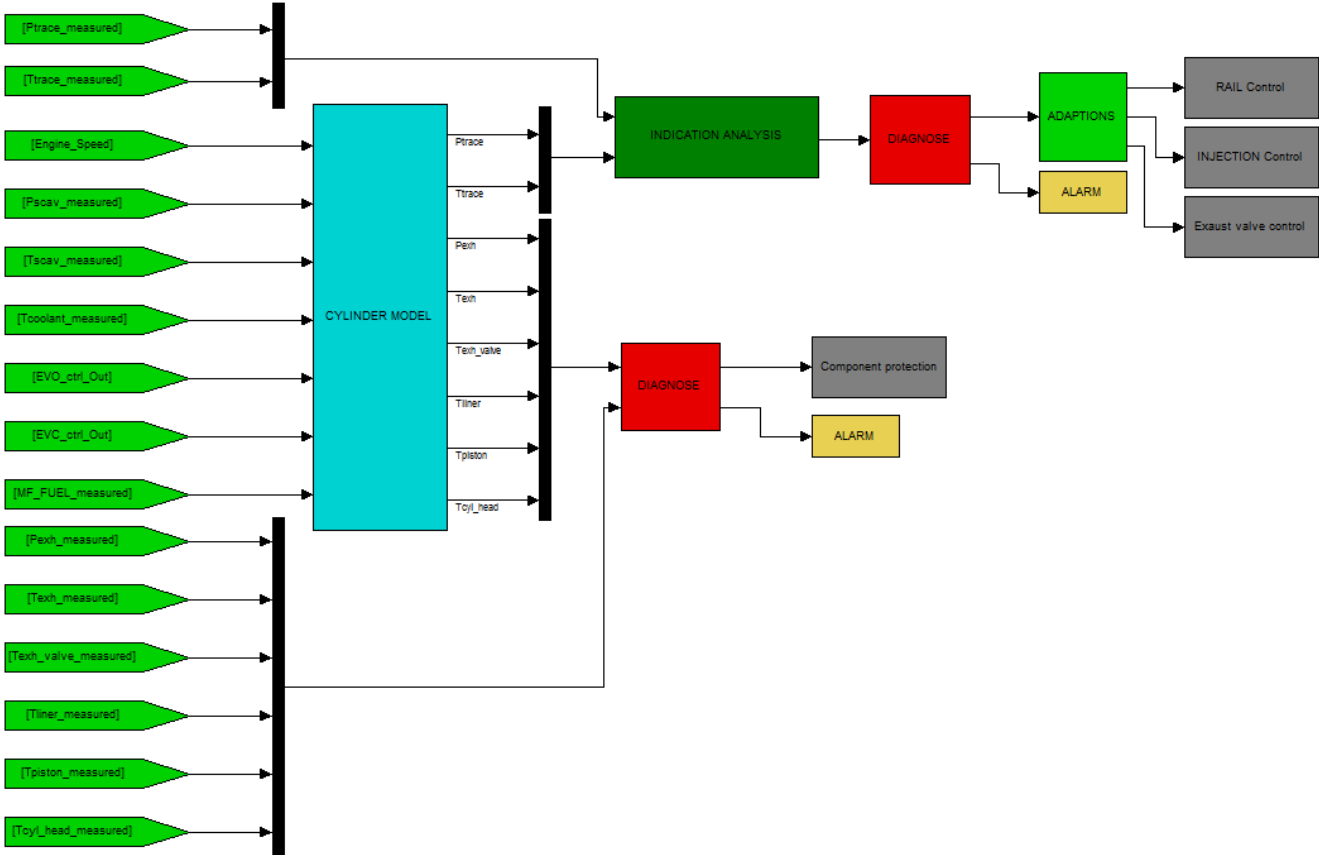 [Ptrace_measured]
[Ttrace_measured]
[Engine_Speed]
[Pscav_measured]
[Tscav_measured]
[Tcoolant_measured]
[EVO_ctrl_Out]
[EVC_ctrl_Out]
[MF_FUEL_measured]
[Pexh_measured]
[Texh_measured]
[Texh_valve_measured]
[Tliner_measured]
[Tpiston_measured]
[Tcyl_head_measured]
CYLINDER MODEL
Ptrace
Ttrace
Pexh
Texh
Texh_valve
Tliner
Tpiston
Tcyl_head
INDICATION ANALYSIS
DIAGNOSE
ADAPTIONS
ALARM
RAIL Control
INJECTION Control
Exaust valve control
DIAGNOSE
Component protection
ALARM